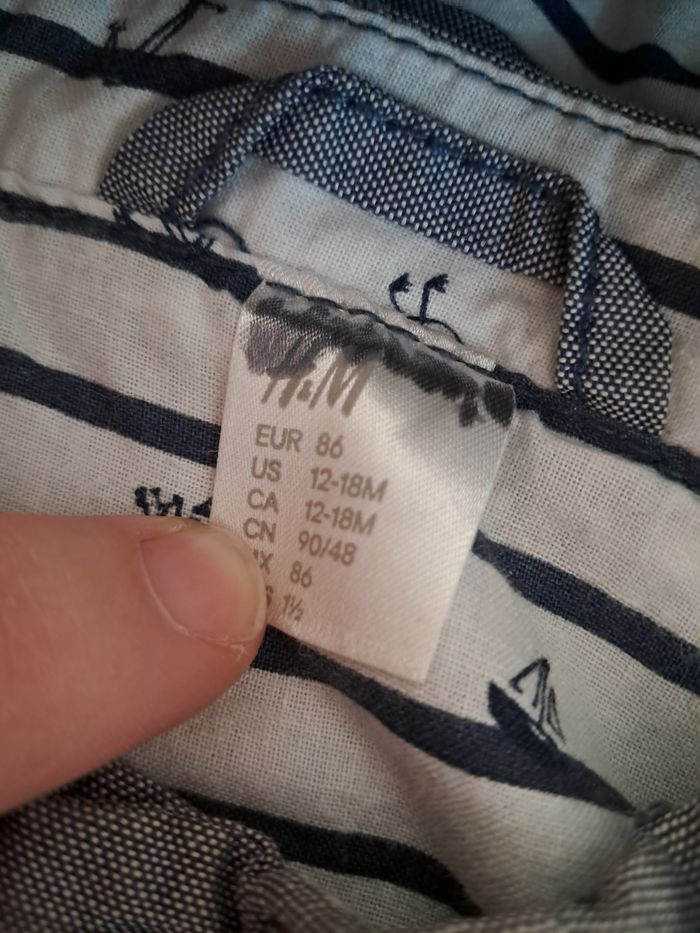 H&M
EUR 86
US 12-18M
CA 12-18M
CN 90/48
X 86
1½